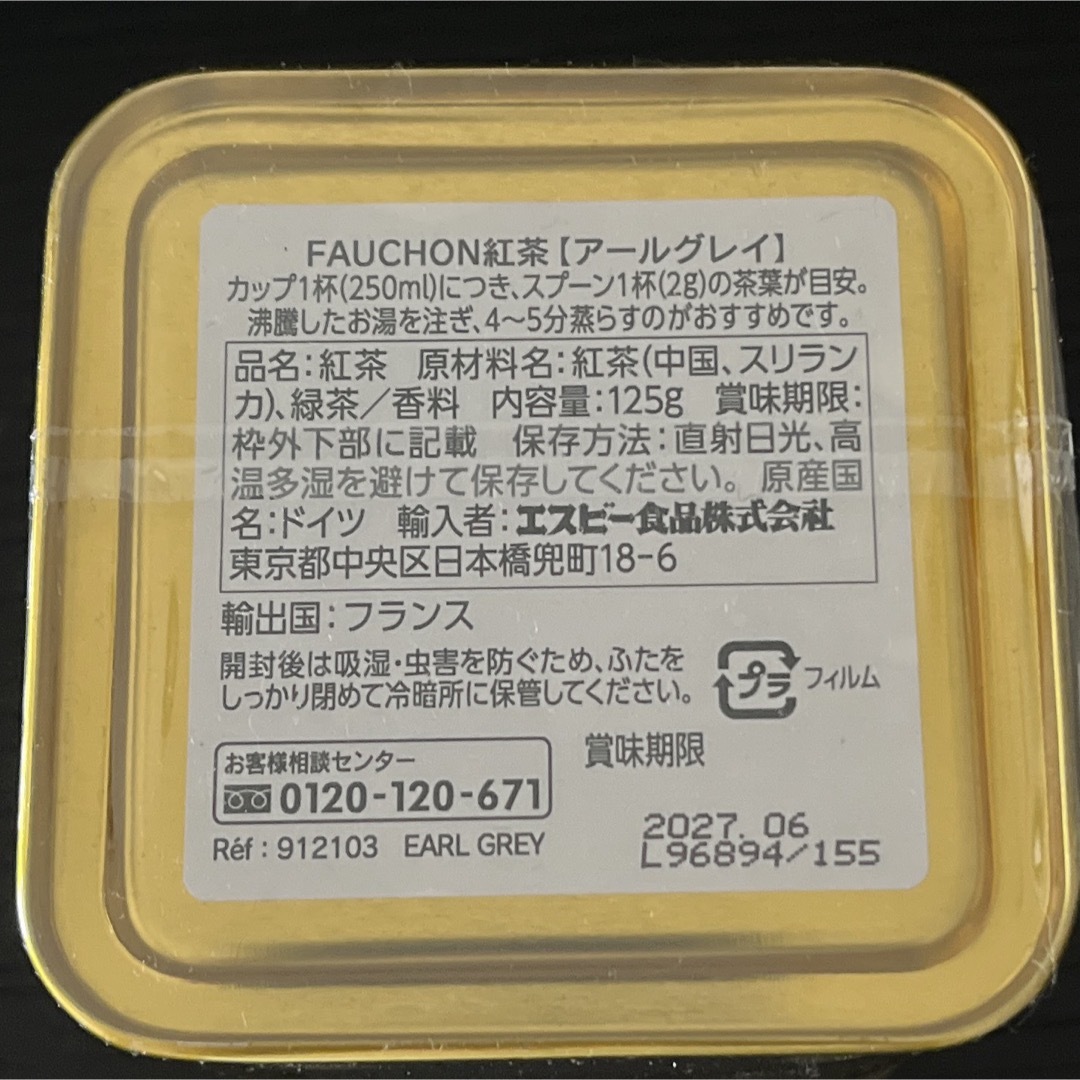 FAUCHON紅茶【アールグレイ】
カップ1杯(250ml)につき、スプーン1杯(2g)の茶葉が目安。
沸騰したお湯を注ぎ、4〜5分蒸らすのがおすすめです。
品名:紅茶　原材料名:紅茶(中国、スリラン
カ)、緑茶／香料　内容量:125g　賞味期限:
枠外下部に記載　保存方法:直射日光、高
温多湿を避けて保存してください。 原産国
名:ドイツ　輸入者:エスビー食品株式会社
東京都中央区日本橋兜町18-6
輸出国:フランス
開封後は吸湿・虫害を防ぐため、ふたを
しっかり閉めて冷暗所に保管してください。
プラ フィルム
お客様相談センター
0120-120-671
賞味期限
Réf : 912103　EARL GREY
2027.06
L96894/155